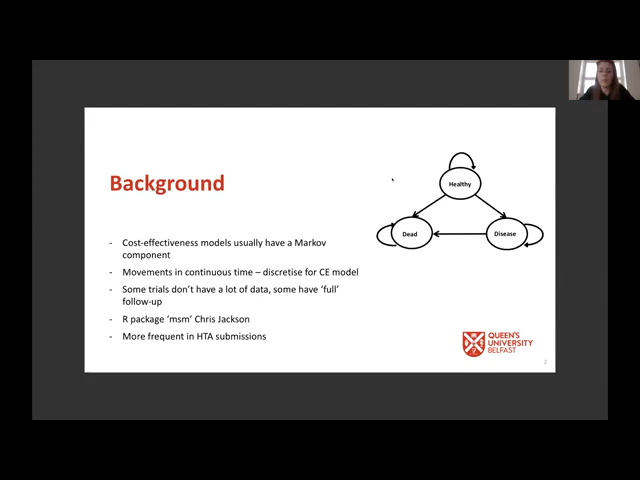 Background
Healthy
Dead
Disease
- Cost-effectiveness models usually have a Markov
component
- Movements in continuous time – discretise for CE model
- Some trials don't have a lot of data, some have 'full'
follow-up
- R package 'msm' Chris Jackson
- More frequent in HTA submissions
QUEEN'S
UNIVERSITY
BELFAST
2